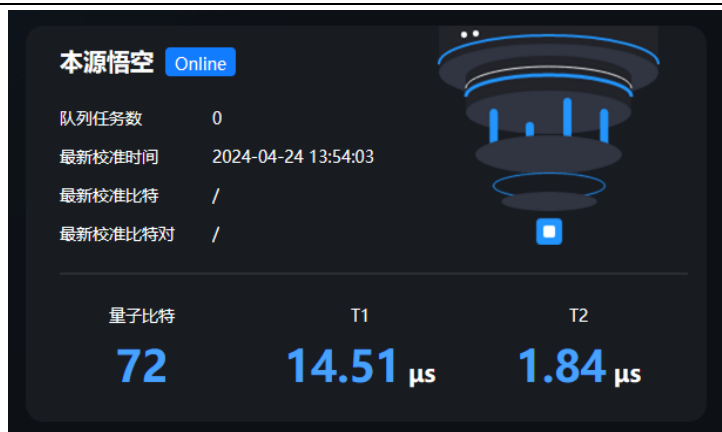 本源悟空 Online
队列任务数 0
最新校准时间 2024-04-24 13:54:03
最新校准比特 /
最新校准比特对 /
量子比特 T1 T2
72 14.51 μs 1.84 μs